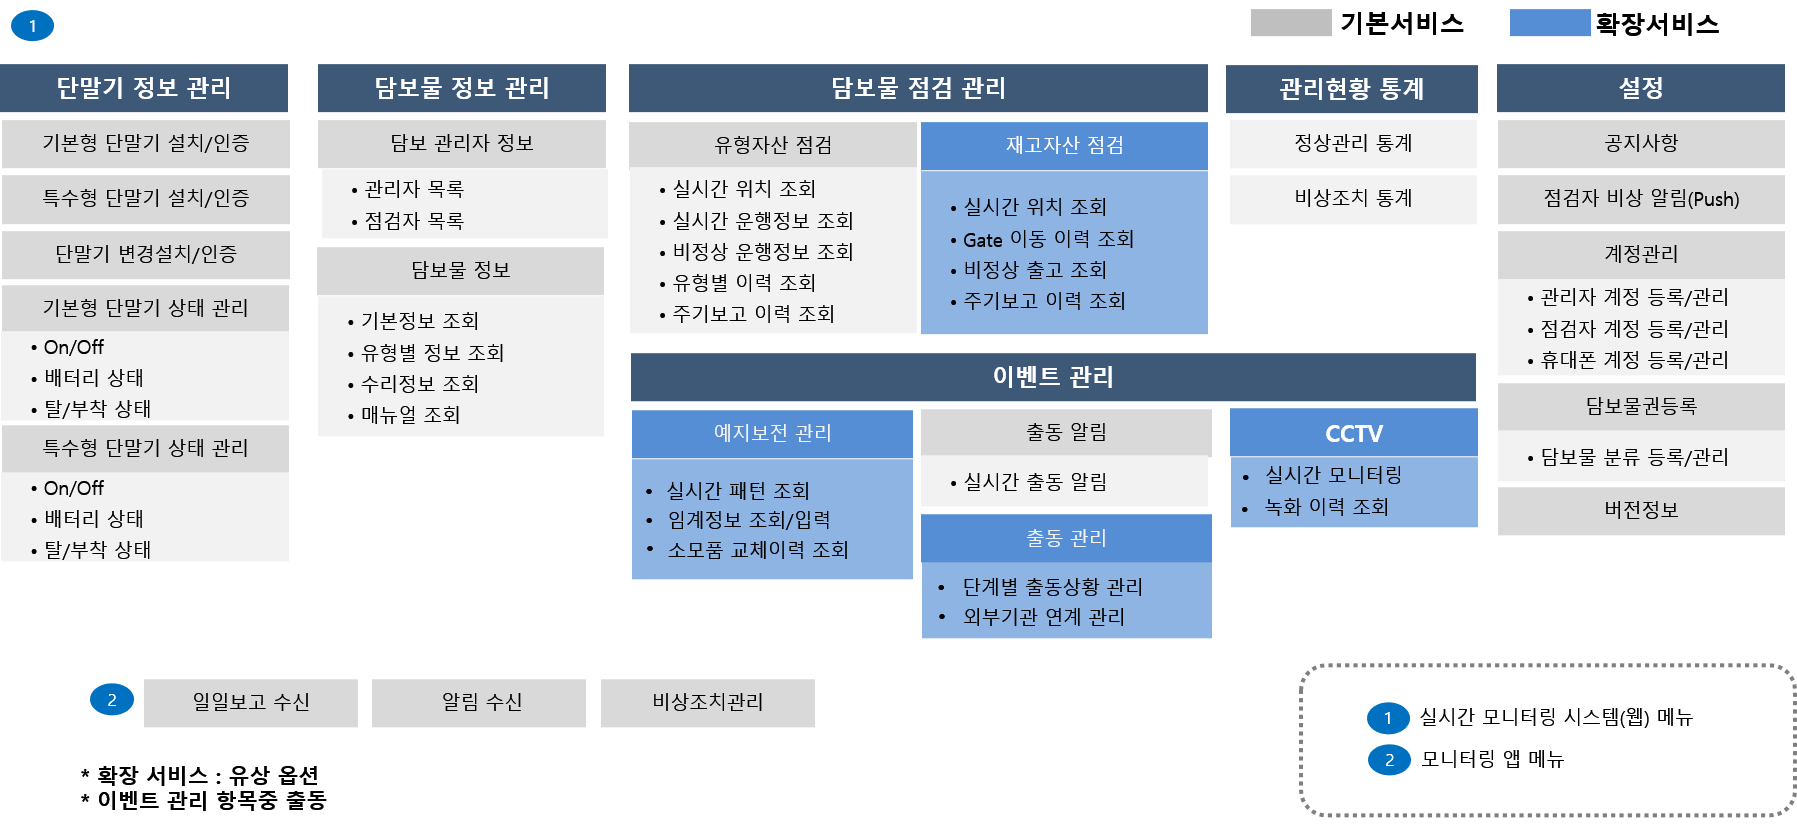 1
기본서비스
확장서비스
단말기 정보 관리
기본형 단말기 설치/인증
특수형 단말기 설치/인증
단말기 변경설치/인증
기본형 단말기 상태 관리
• On/Off
• 배터리 상태
• 탈/부착 상태
특수형 단말기 상태 관리
• On/Off
• 배터리 상태
• 탈/부착 상태
담보물 정보 관리
담보 관리자 정보
• 관리자 목록
• 점검자 목록
담보물 정보
• 기본정보 조회
• 유형별 정보 조회
• 수리정보 조회
• 매뉴얼 조회
담보물 점검 관리
유형자산 점검
• 실시간 위치 조회
• 실시간 운행정보 조회
• 비정상 운행정보 조회
• 유형별 이력 조회
• 주기보고 이력 조회
재고자산 점검
• 실시간 위치 조회
• Gate 이동 이력 조회
• 비정상 출고 조회
• 주기보고 이력 조회
관리현황 통계
정상관리 통계
비상조치 통계
이벤트 관리
예지보전 관리
• 실시간 패턴 조회
• 임계정보 조회/입력
• 소모품 교체이력 조회
출동 알림
• 실시간 출동 알림
출동 관리
• 단계별 출동상황 관리
• 외부기관 연계 관리
CCTV
• 실시간 모니터링
• 녹화 이력 조회
설정
공지사항
점검자 비상 알림(Push)
계정관리
• 관리자 계정 등록/관리
• 점검자 계정 등록/관리
• 휴대폰 계정 등록/관리
담보물권등록
• 담보물 분류 등록/관리
버전정보
2
일일보고 수신
알림 수신
비상조치관리
* 확장 서비스 : 유상 옵션
* 이벤트 관리 항목중 출동
1 실시간 모니터링 시스템(웹) 메뉴
2 모니터링 앱 메뉴